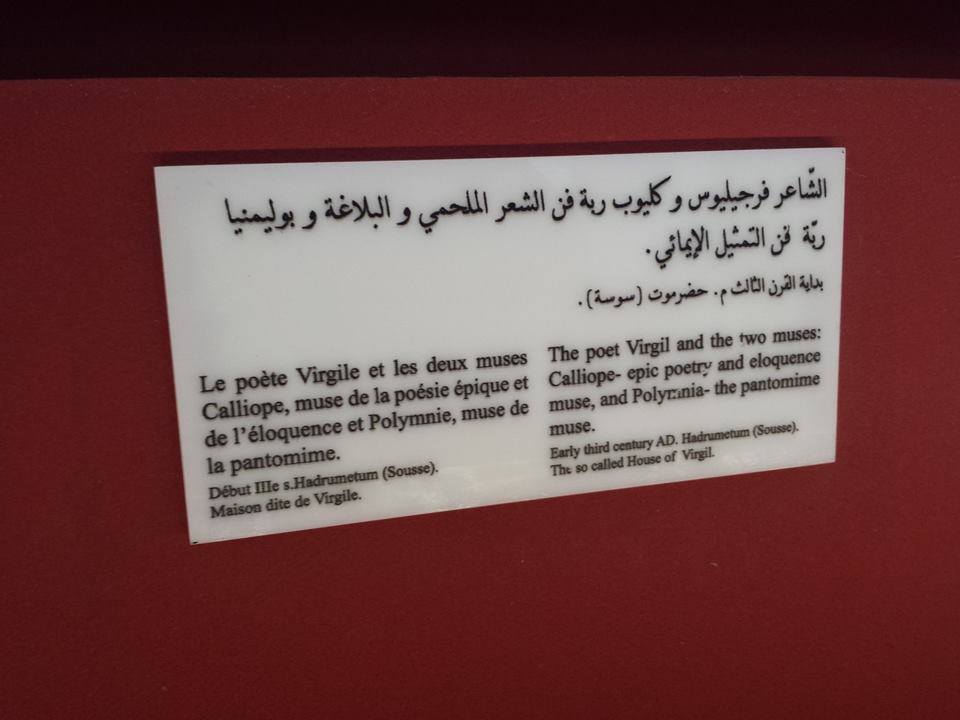 الشّاعر فرجيليوس و كليوب ربة فن الشعر الملحمي و البلاغة و بوليمنيا
ربّة فن التمثيل الإيمائي.
بداية القرن الثالث م. حضرموت (سوسة).
Le poète Virgile et les deux muses
Calliope, muse de la poésie épique et
de l'éloquence et Polymnie, muse de
la pantomime.
Début IIIe s.Hadrumetum (Sousse).
Maison dite de Virgile.
The poet Virgil and the two muses:
Calliope- epic poetry and eloquence
muse, and Polymnia- the pantomime
muse.
Early third century AD. Hadrumetum (Sousse).
The so called House of Virgil.